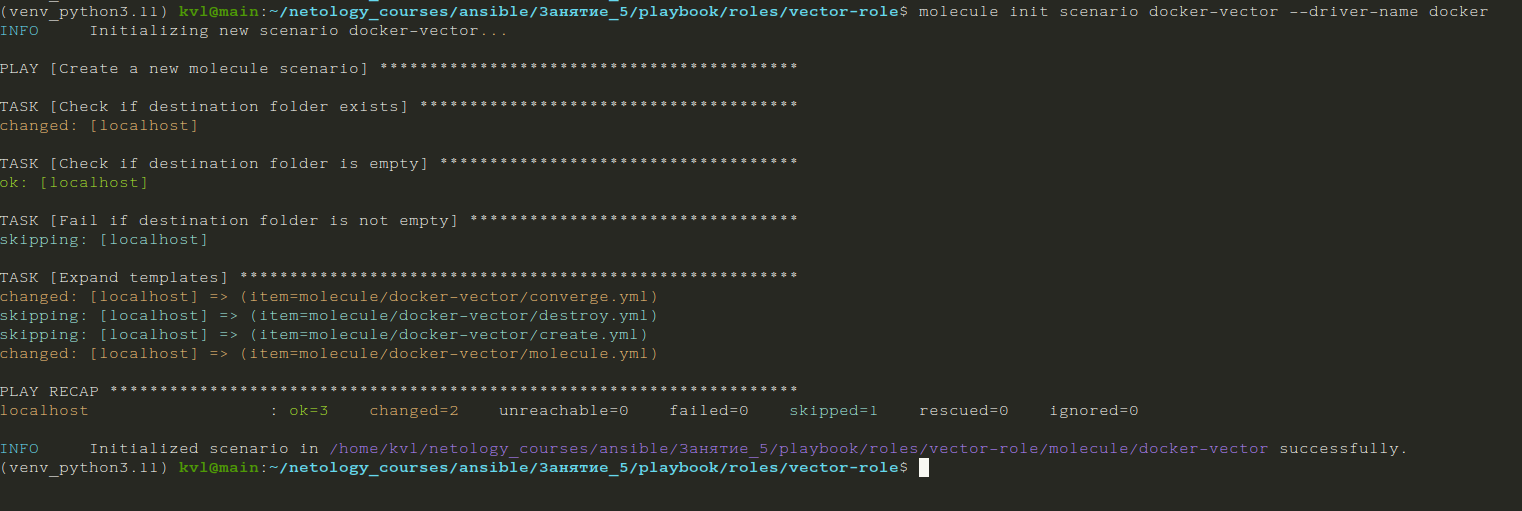 (venv_python3.11) kvl@main:~/netology_courses/ansible/Занятие_5/playbook/roles/vector-role$ molecule init scenario docker-vector --driver-name docker
INFO     Initializing new scenario docker-vector...

PLAY [Create a new molecule scenario] ******************************************

TASK [Check if destination folder exists] **************************************
changed: [localhost]

TASK [Check if destination folder is empty] ************************************
ok: [localhost]

TASK [Fail if destination folder is not empty] *********************************
skipping: [localhost]

TASK [Expand templates] ********************************************************
changed: [localhost] => (item=molecule/docker-vector/converge.yml)
skipping: [localhost] => (item=molecule/docker-vector/destroy.yml)
skipping: [localhost] => (item=molecule/docker-vector/create.yml)
changed: [localhost] => (item=molecule/docker-vector/molecule.yml)

PLAY RECAP *********************************************************************
localhost                  : ok=3    changed=2    unreachable=0    failed=0    skipped=1    rescued=0    ignored=0

INFO     Initialized scenario in /home/kvl/netology_courses/ansible/Занятие_5/playbook/roles/vector-role/molecule/docker-vector successfully.
(venv_python3.11) kvl@main:~/netology_courses/ansible/Занятие_5/playbook/roles/vector-role$